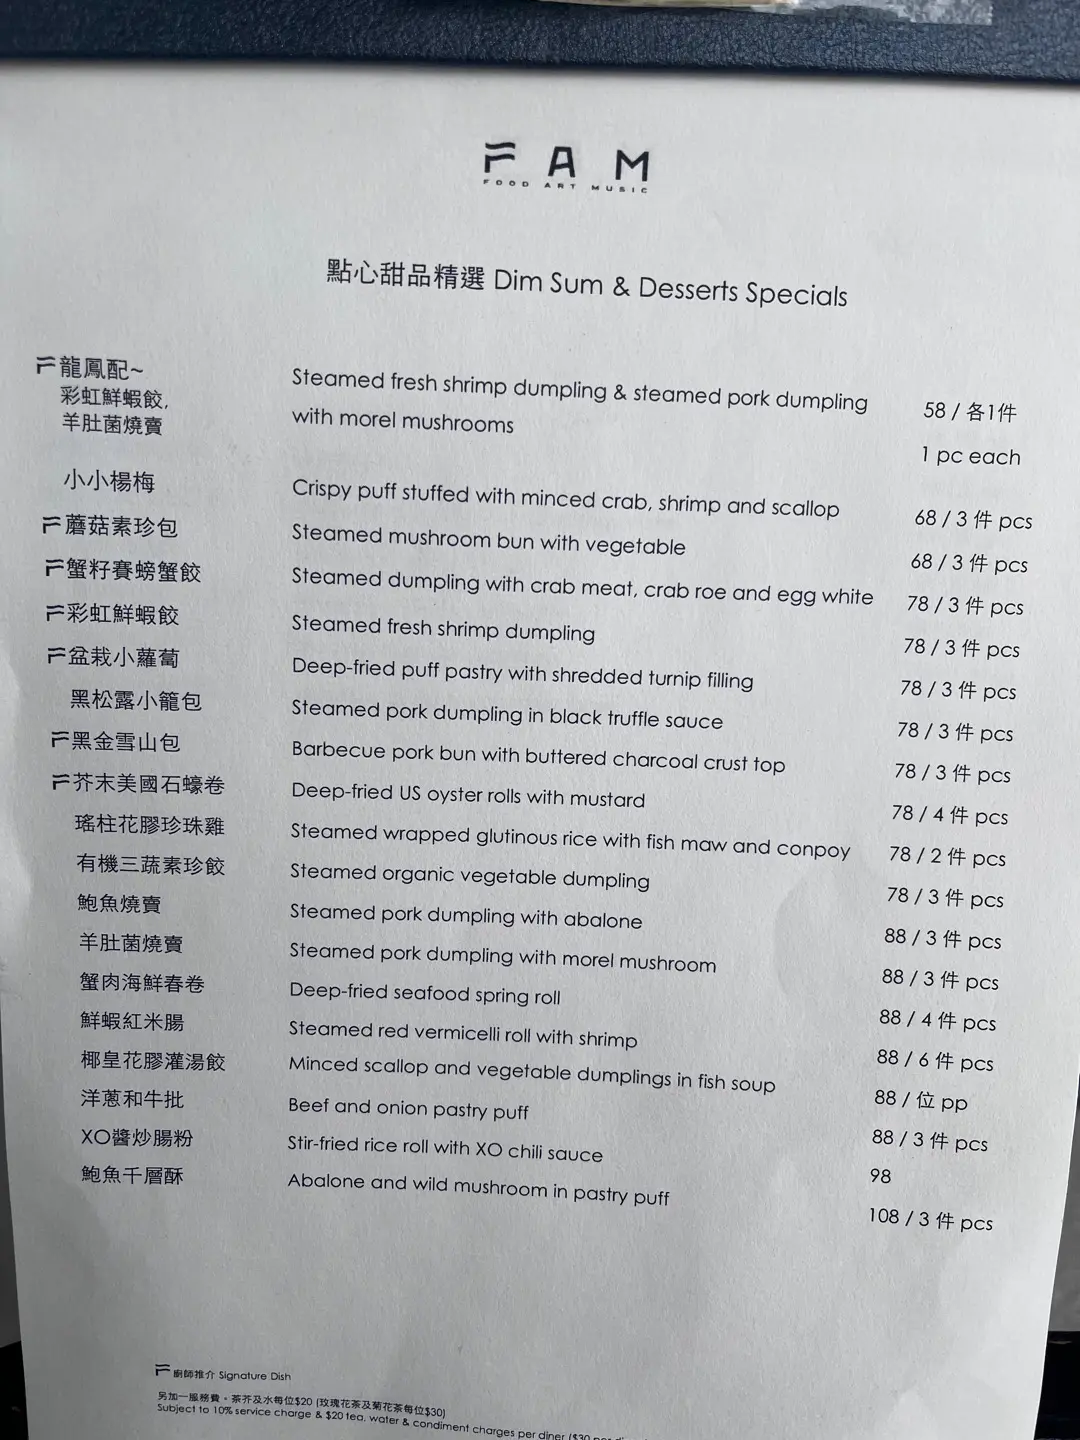 FAM
FOOD ART MUSIC
點心甜品精選 Dim Sum & Desserts Specials
龍鳳配~
彩虹鮮蝦餃,
羊肚菌燒賣
Steamed fresh shrimp dumpling & steamed pork dumpling
with morel mushrooms
58 / 各1件
1 pc each
小小楊梅 Crispy puff stuffed with minced crab, shrimp and scallop 68 / 3 件 pcs
蘑菇素珍包 Steamed mushroom bun with vegetable 68 / 3 件 pcs
蟹籽賽螃蟹餃 Steamed dumpling with crab meat, crab roe and egg white 78 / 3 件 pcs
彩虹鮮蝦餃 Steamed fresh shrimp dumpling 78 / 3 件 pcs
盆栽小蘿蔔 Deep-fried puff pastry with shredded turnip filling 78 / 3 件 pcs
黑松露小籠包 Steamed pork dumpling in black truffle sauce 78 / 3 件 pcs
黑金雪山包 Barbecue pork bun with buttered charcoal crust top 78 / 3 件 pcs
芥末美國石蠔卷 Deep-fried US oyster rolls with mustard 78 / 4 件 pcs
瑤柱花膠珍珠雞 Steamed wrapped glutinous rice with fish maw and conpoy 78 / 2 件 pcs
有機三蔬素珍餃 Steamed organic vegetable dumpling 78 / 3 件 pcs
鮑魚燒賣 Steamed pork dumpling with abalone 88 / 3 件 pcs
羊肚菌燒賣 Steamed pork dumpling with morel mushroom 88 / 3 件 pcs
蟹肉海鮮春卷 Deep-fried seafood spring roll 88 / 4 件 pcs
鮮蝦紅米腸 Steamed red vermicelli roll with shrimp 88 / 6 件 pcs
椰皇花膠灌湯餃 Minced scallop and vegetable dumplings in fish soup 88 / 位 pp
洋蔥和牛批 Beef and onion pastry puff 88 / 3 件 pcs
XO醬炒腸粉 Stir-fried rice roll with XO chili sauce 98
鮑魚千層酥 Abalone and wild mushroom in pastry puff 108 / 3 件 pcs
廚師推介 Signature Dish
另加一服務費。茶芥及水每位$20 (玫瑰花茶及菊花茶每位$30)
Subject to 10% service charge & $20 tea, water & condiment charges per diner ($30